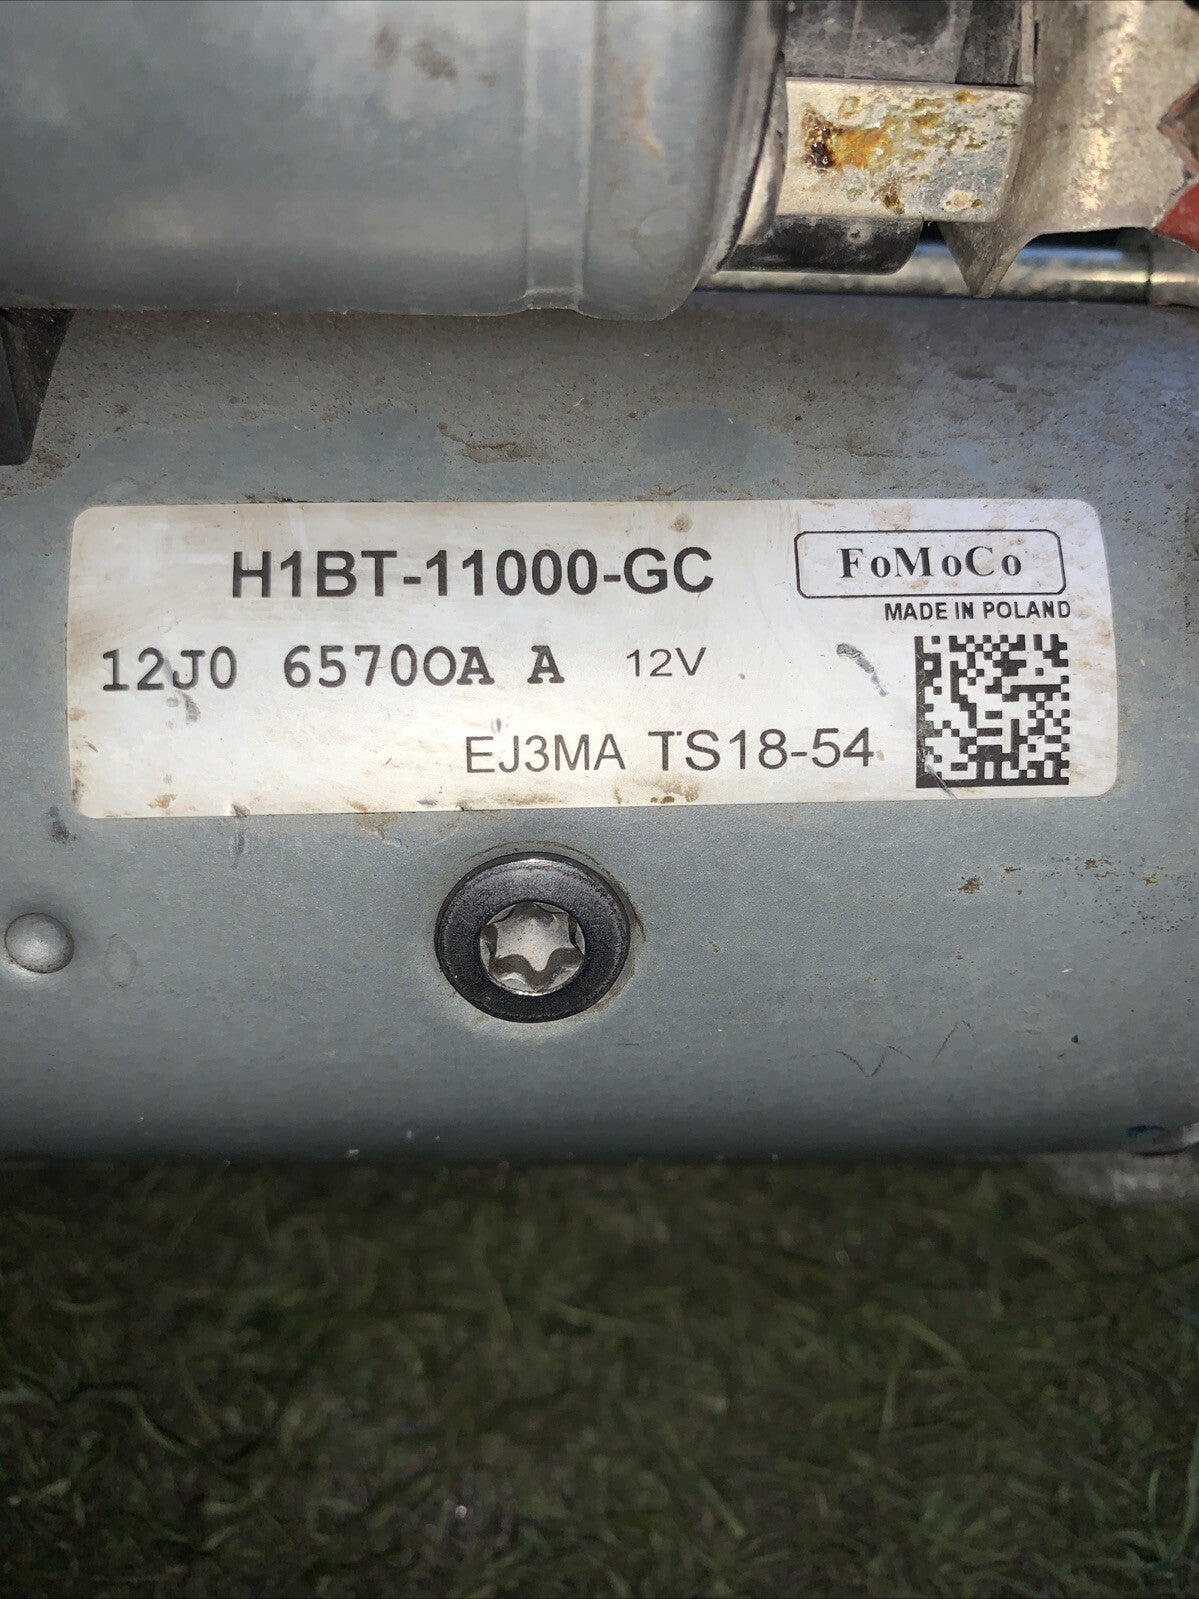 H1BT-11000-GC
FoMoCo
MADE IN POLAND
12J0 65700A A 12V
EJ3MA TS18-54